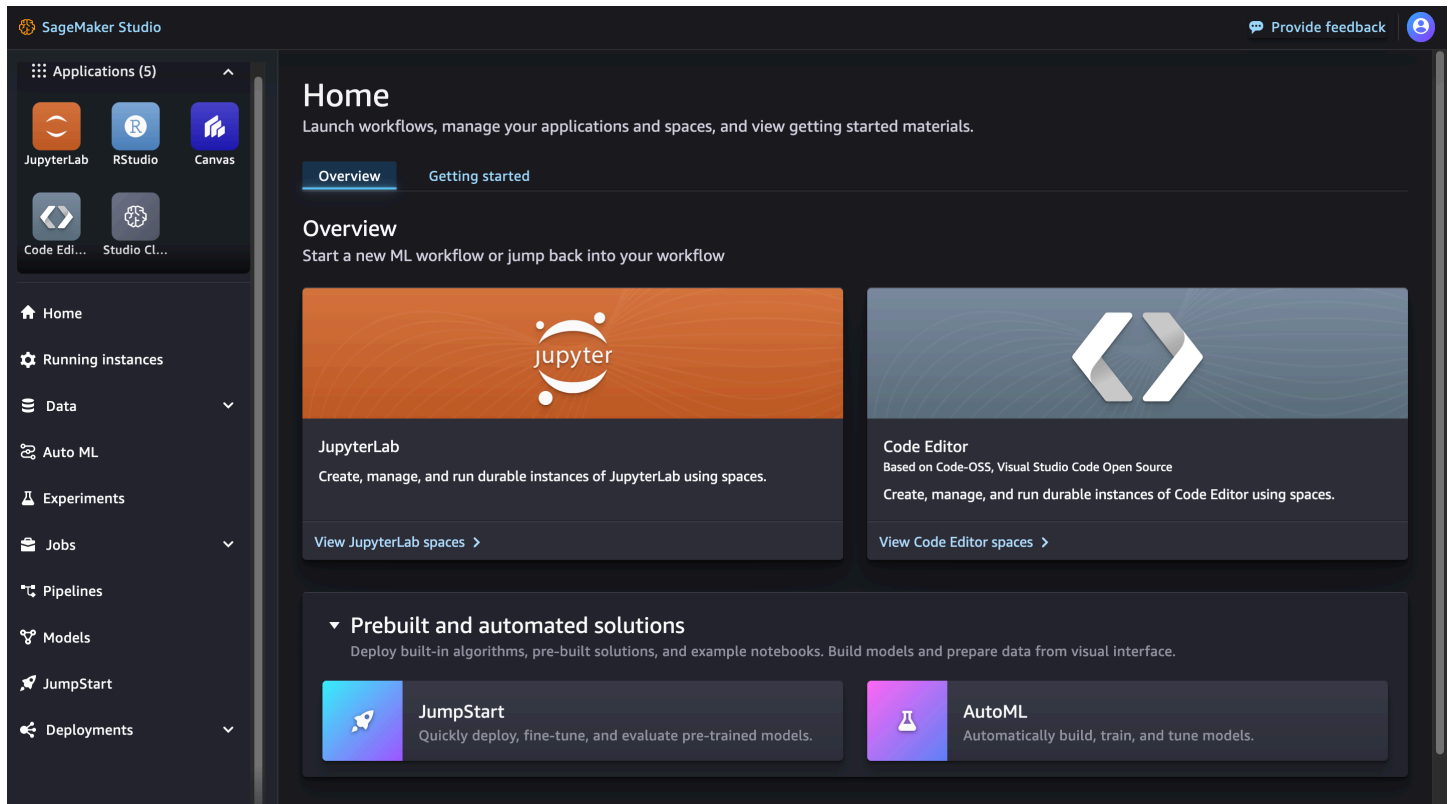 SageMaker Studio
Provide feedback
Applications (5)
JupyterLab
RStudio
R
Canvas
Code Edi...
Studio Cl...
Home
Running instances
Data
Auto ML
Experiments
Jobs
Pipelines
Models
JumpStart
Deployments
Home
Launch workflows, manage your applications and spaces, and view getting started materials.
Overview
Getting started
Overview
Start a new ML workflow or jump back into your workflow
jupyter
JupyterLab
Create, manage, and run durable instances of JupyterLab using spaces.
View JupyterLab spaces
Code Editor
Based on Code-OSS, Visual Studio Code Open Source
Create, manage, and run durable instances of Code Editor using spaces.
View Code Editor spaces
Prebuilt and automated solutions
Deploy built-in algorithms, pre-built solutions, and example notebooks. Build models and prepare data from visual interface.
JumpStart
Quickly deploy, fine-tune, and evaluate pre-trained models.
AutoML
Automatically build, train, and tune models.